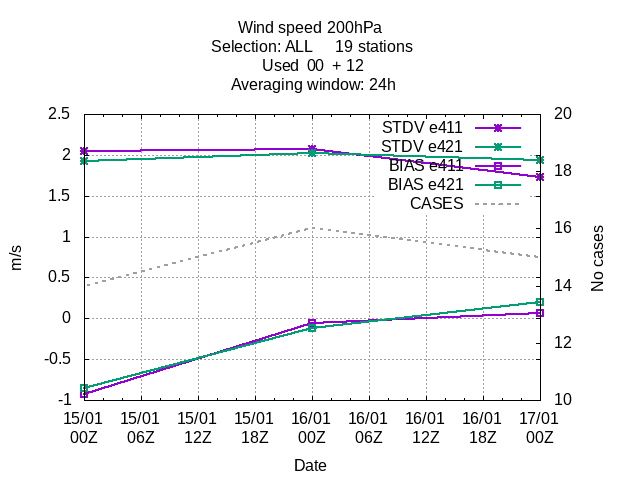 Wind speed 200hPa
Selection: ALL 19 stations
Used 00 + 12
Averaging window: 24h
2.5
2
1.5
1
0.5
0
-0.5
-1
m/s
20
18
16
14
12
10
No cases
STDV e411
STDV e421
BIAS e411
BIAS e421
CASES
15/01 15/01 15/01 15/01 16/01 16/01 16/01 16/01 17/01
00Z 06Z 12Z 18Z 00Z 06Z 12Z 18Z 00Z
Date